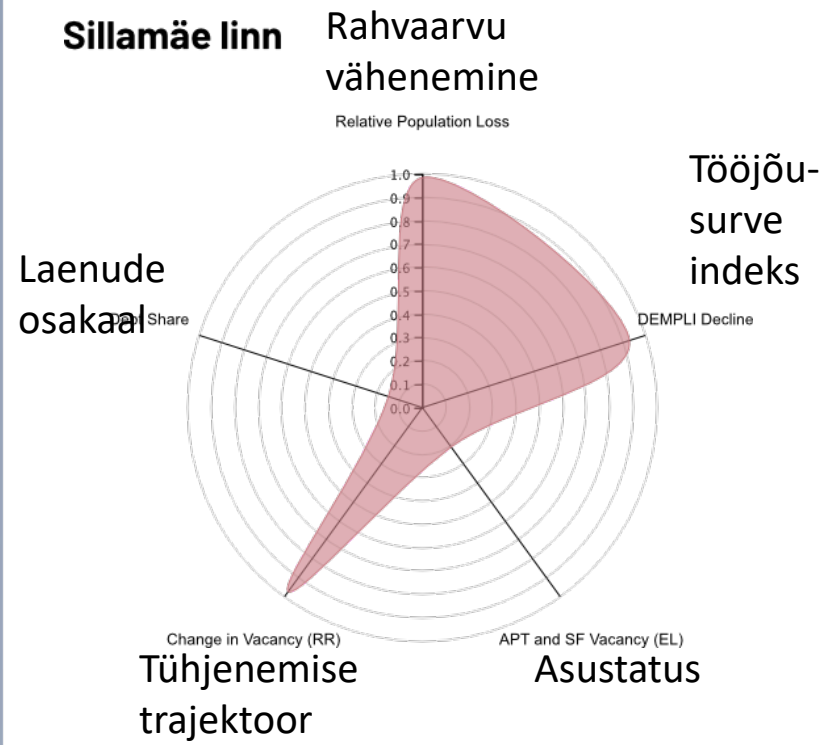 Sillamäe linn
Rahvaarvu
vähenemine
Relative Population Loss
Tööjõu-
surve
indeks
DEMPLI Decline
Laenude
osakaal
Share
1.0
0.9
0.8
0.7
0.6
0.5
0.4
0.3
0.2
0.1
0.0
Change in Vacancy (RR)
APT and SF Vacancy (EL)
Tühjenemise
trajektoor
Asustatus